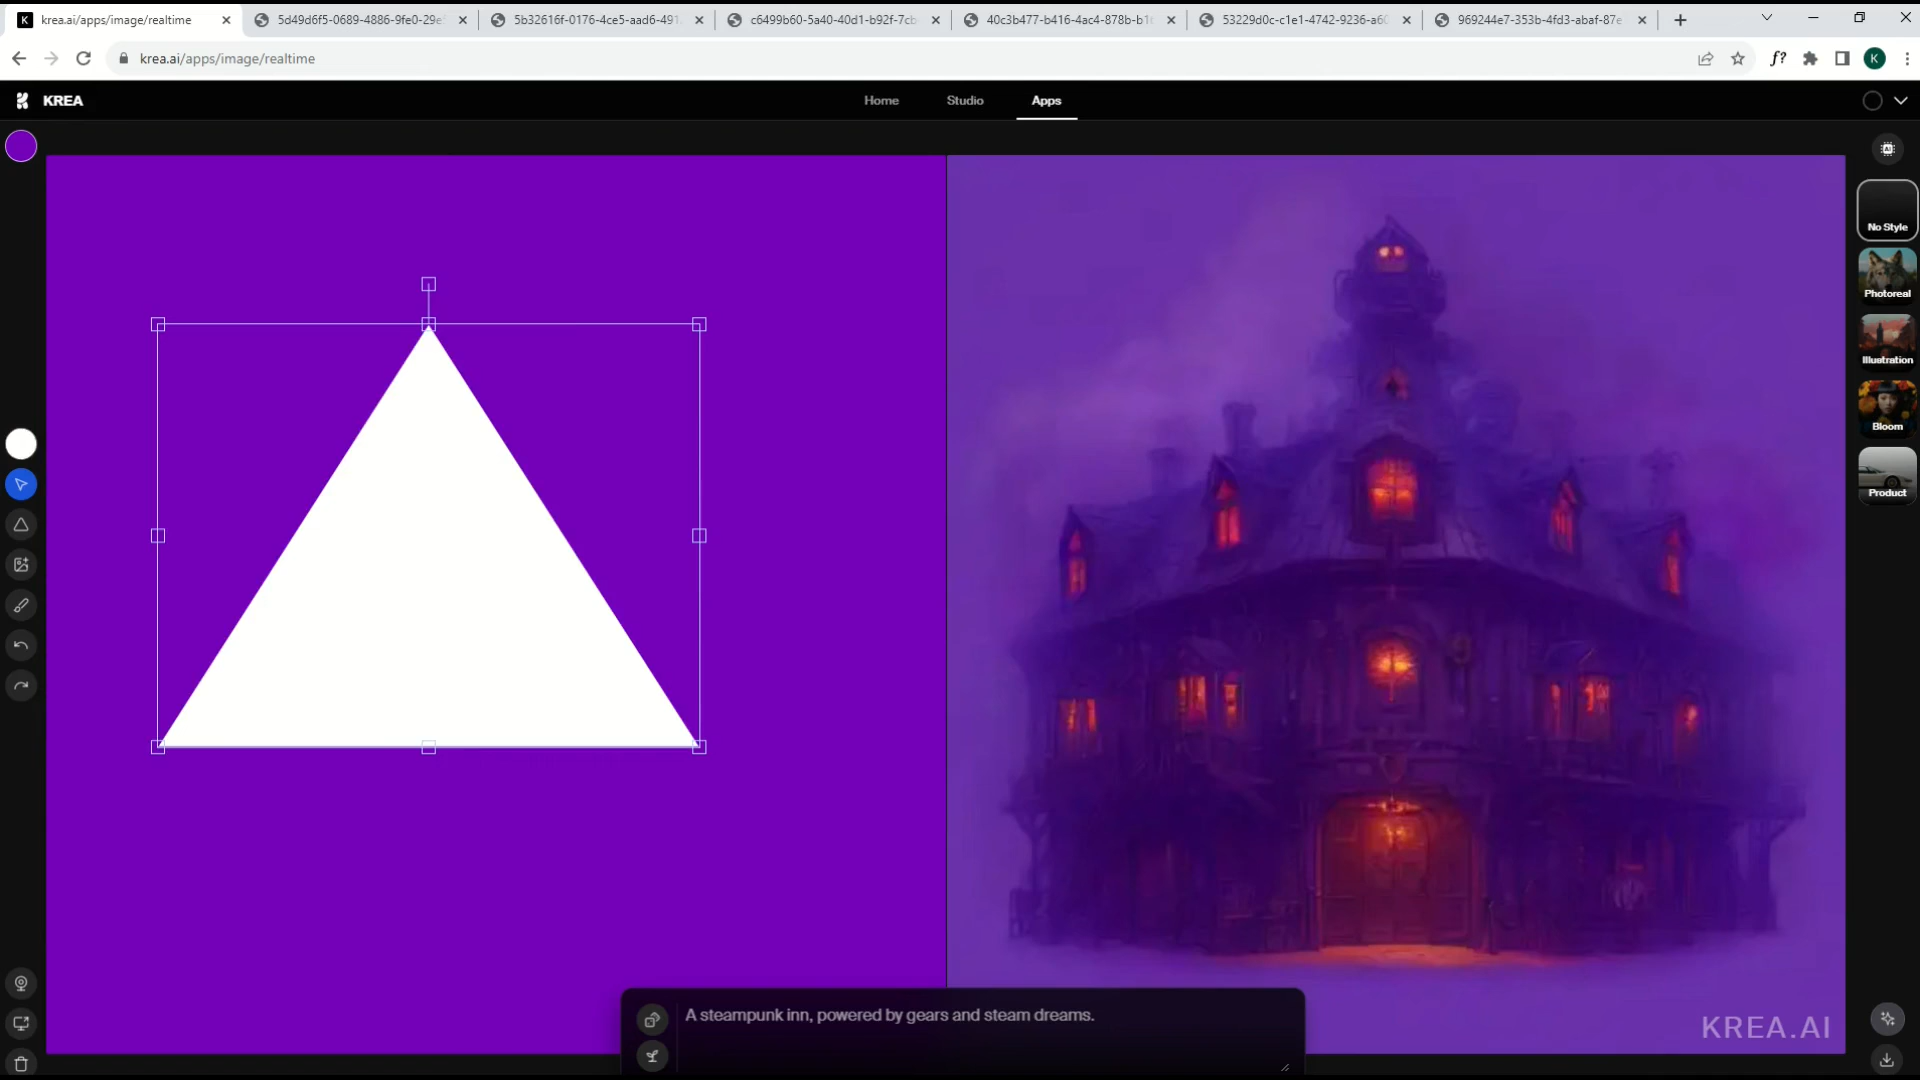 krea.ai/apps/image/realtime
5d49d6f5-0689-4886-9fe0-29e
5b32616f-0176-4ce5-aad6-491
c6499b60-5a40-40d1-b92f-7cb
40c3b477-b416-4ac4-878b-b1
53229d0c-c1e1-4742-9236-a60
969244e7-353b-4fd3-abaf-87e
krea.ai/apps/image/realtime
f?
K
KREA
Home
Studio
Apps
No Style
Photoreal
Illustration
Bloom
Product
A steampunk inn, powered by gears and steam dreams.
KREA.AI